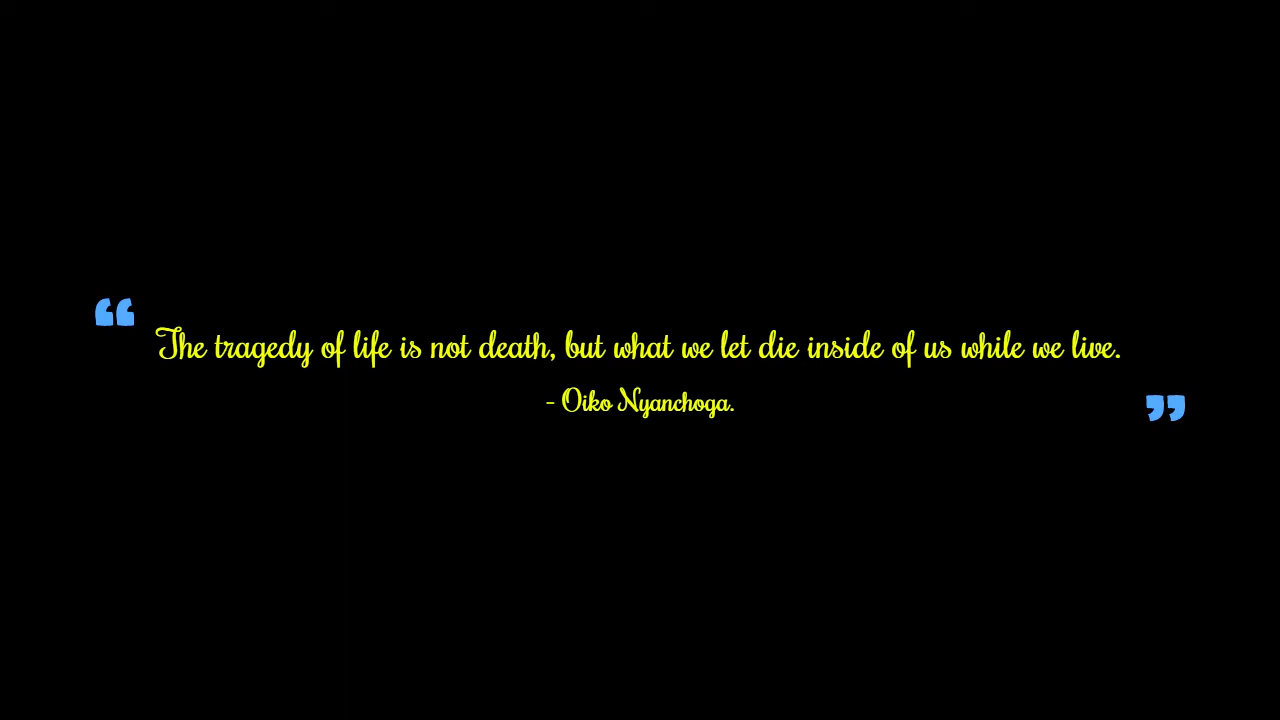 “
The tragedy of life is not death, but what we let die inside of us while we live.
- Oiko Nyanchoga.
”